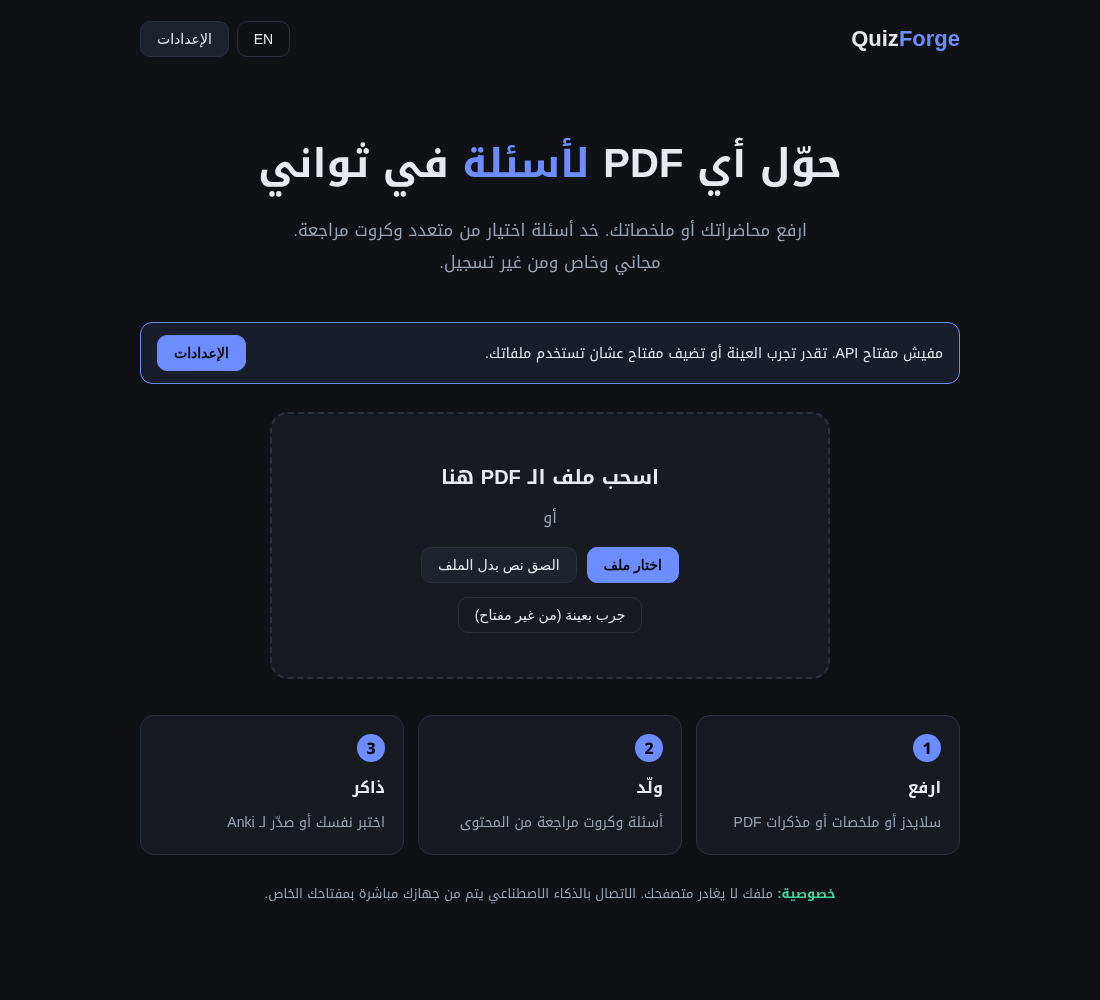 QuizForge
EN
الإعدادات
حوّل أي PDF لأسئلة في ثواني
ارفع محاضراتك أو ملخصاتك. خد أسئلة اختيار من متعدد وكروت مراجعة.
مجاني وخاص ومن غير تسجيل.
مفيش مفتاح API. تقدر تجرب العينة أو تضيف مفتاح عشان تستخدم ملفاتك.
الإعدادات
اسحب ملف الـ PDF هنا
أو
اختار ملف
الصق نص بدل الملف
جرب بعينة (من غير مفتاح)
1
ارفع
سلايدز أو ملخصات أو مذكرات PDF
2
ولّد
أسئلة وكروت مراجعة من المحتوى
3
ذاكر
اختبر نفسك أو صدّر لـ Anki
خصوصية: ملفك لا يغادر متصفحك. الاتصال بالذكاء الاصطناعي يتم من جهازك مباشرة بمفتاحك الخاص.